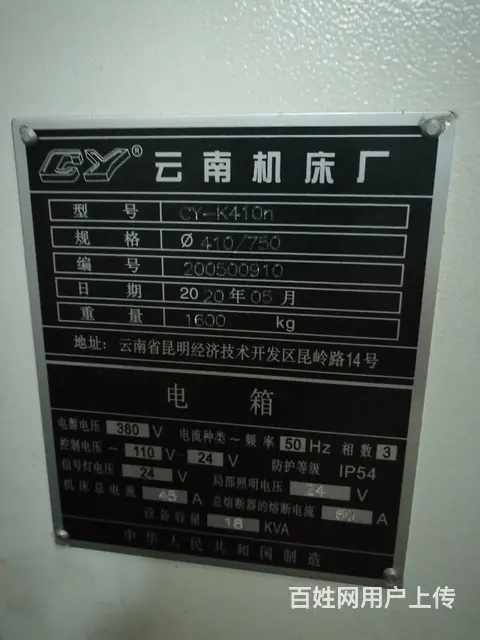 CY® 云南机床厂
型号 CY-K410n
规格 Ø 410/750
编号 200500910
日期 2020年05月
重量 1600 kg
地址: 云南省昆明经济技术开发区昆岭路14号
电箱
电源电压 380 V 电流种类~ 频率 50 Hz 相数 3
控制电压~ 110 V~ 24 V 防护等级 IP54
信号灯电压 24 V 局部照明电压 24 V
机床总电流 45 A 总熔断器的熔断电流 60 A
设备容量 18 KVA
中华人民共和国制造
百姓网用户上传